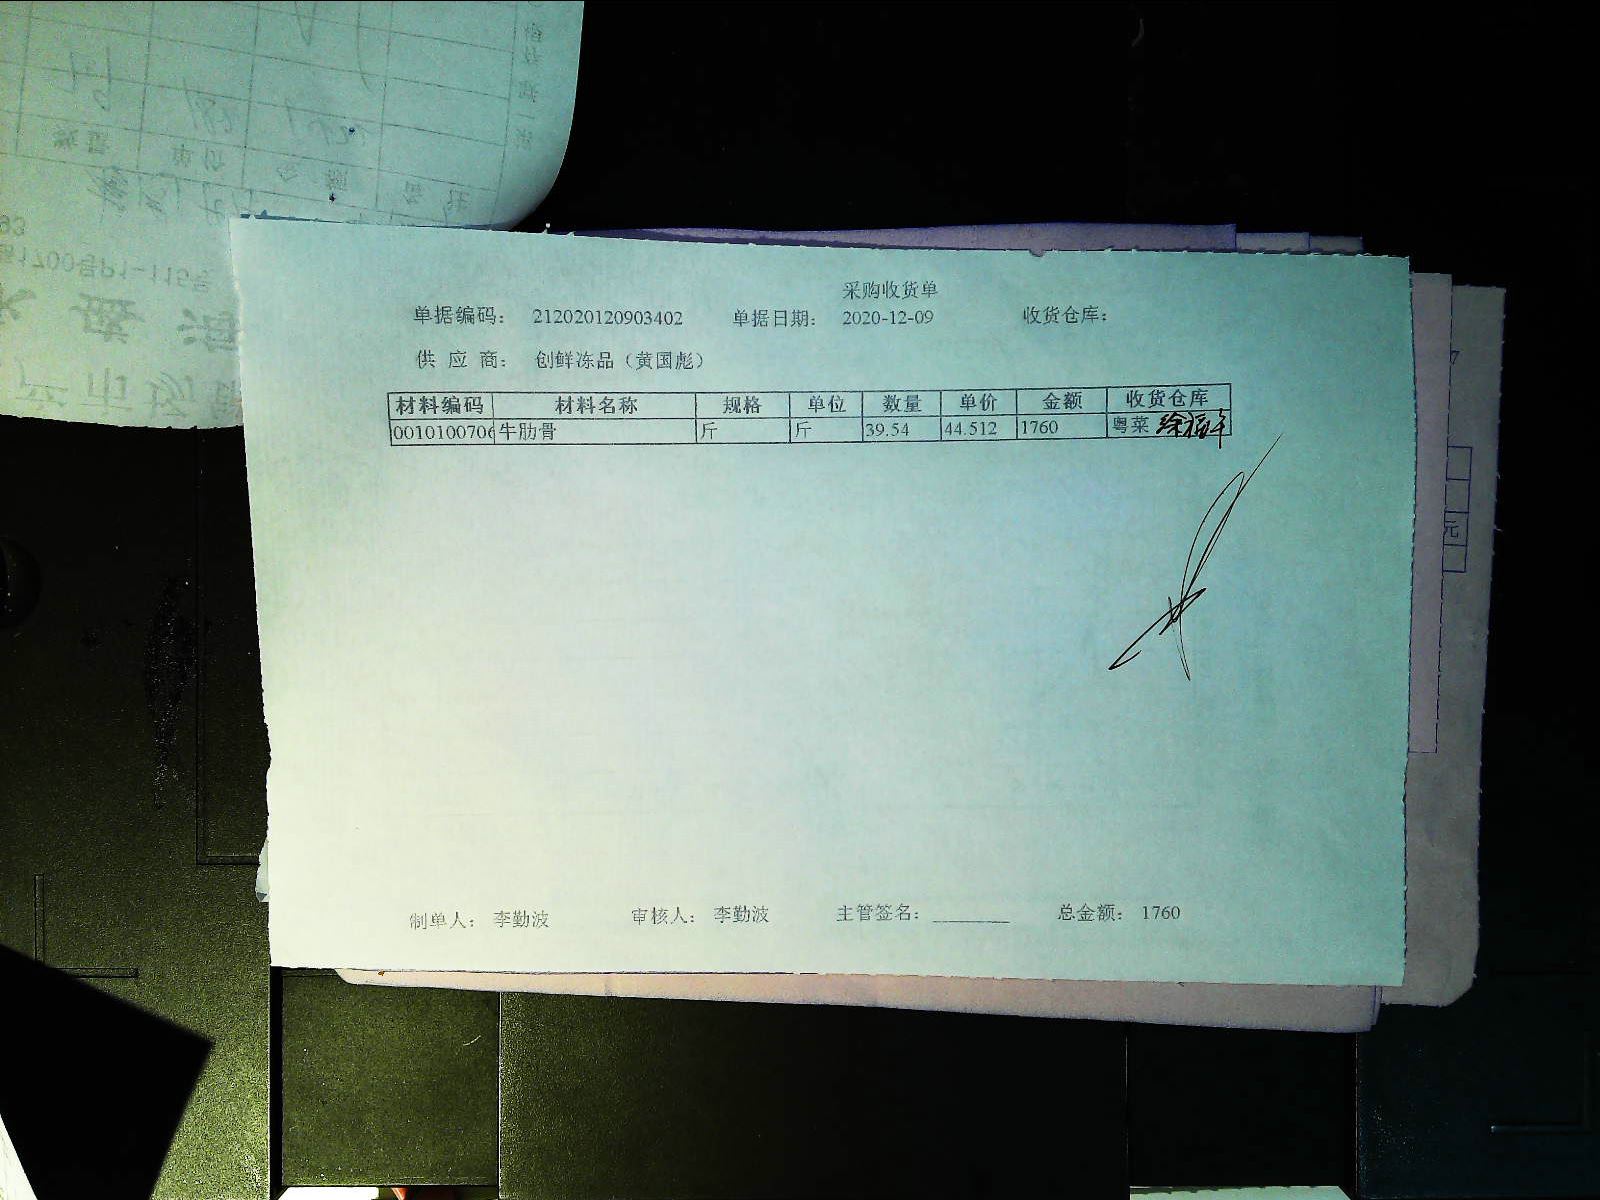 采购收货单
单据编码： 212020120903402 单据日期： 2020-12-09 收货仓库：
供 应 商： 创鲜冻品（黄国彪）
材料编码 材料名称 规格 单位 数量 单价 金额 收货仓库
0010100706 牛肋骨 斤 斤 39.54 44.512 1760 粤菜
制单人： 李勤波 审核人： 李勤波 主管签名： 总金额： 1760